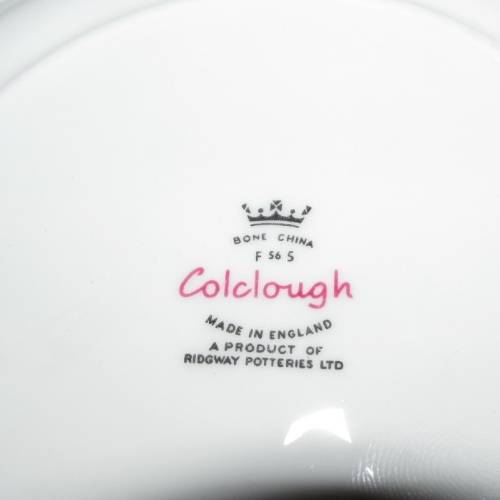 BONE CHINA
F 56 S
Colclough
MADE IN ENGLAND
A PRODUCT OF
RIDGWAY POTTERIES LTD